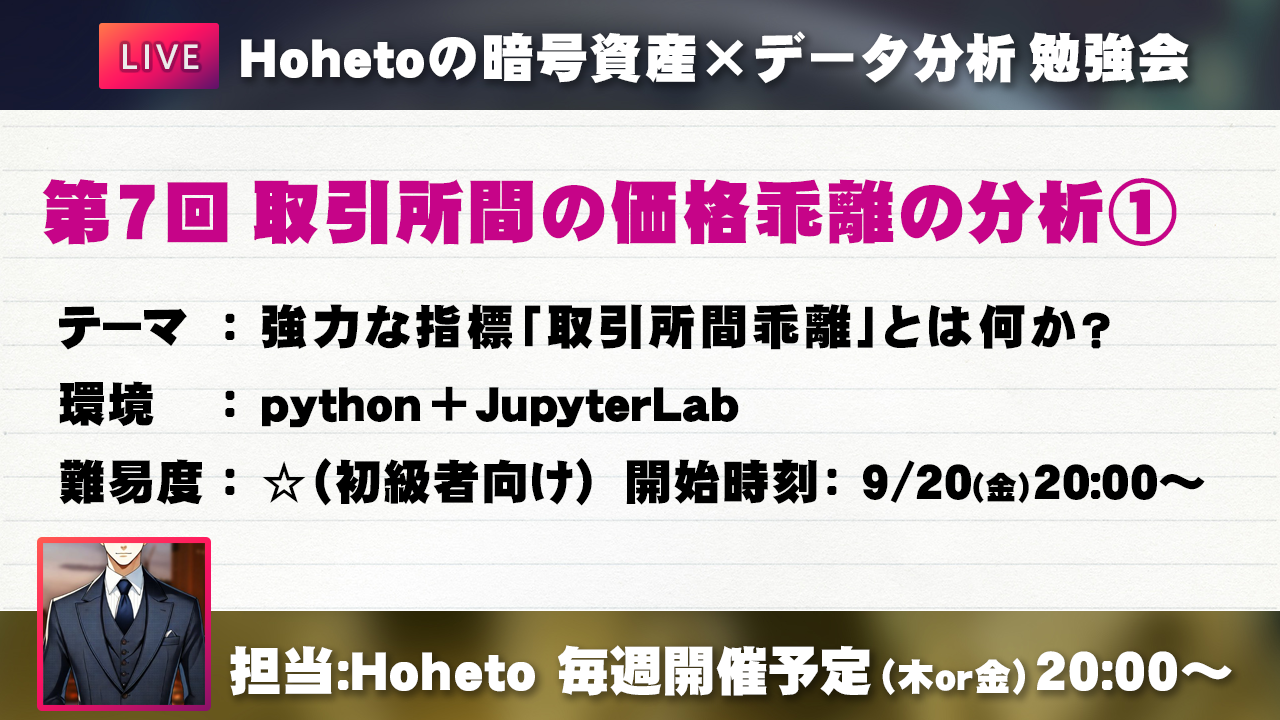 LIVE Hohetoの暗号資産×データ分析 勉強会
第7回 取引所間の価格乖離の分析①
テーマ : 強力な指標「取引所間乖離」とは何か?
環境 : python+JupyterLab
難易度 : ☆(初級者向け) 開始時刻: 9/20(金)20:00~
担当:Hoheto 毎週開催予定(木or金)20:00~